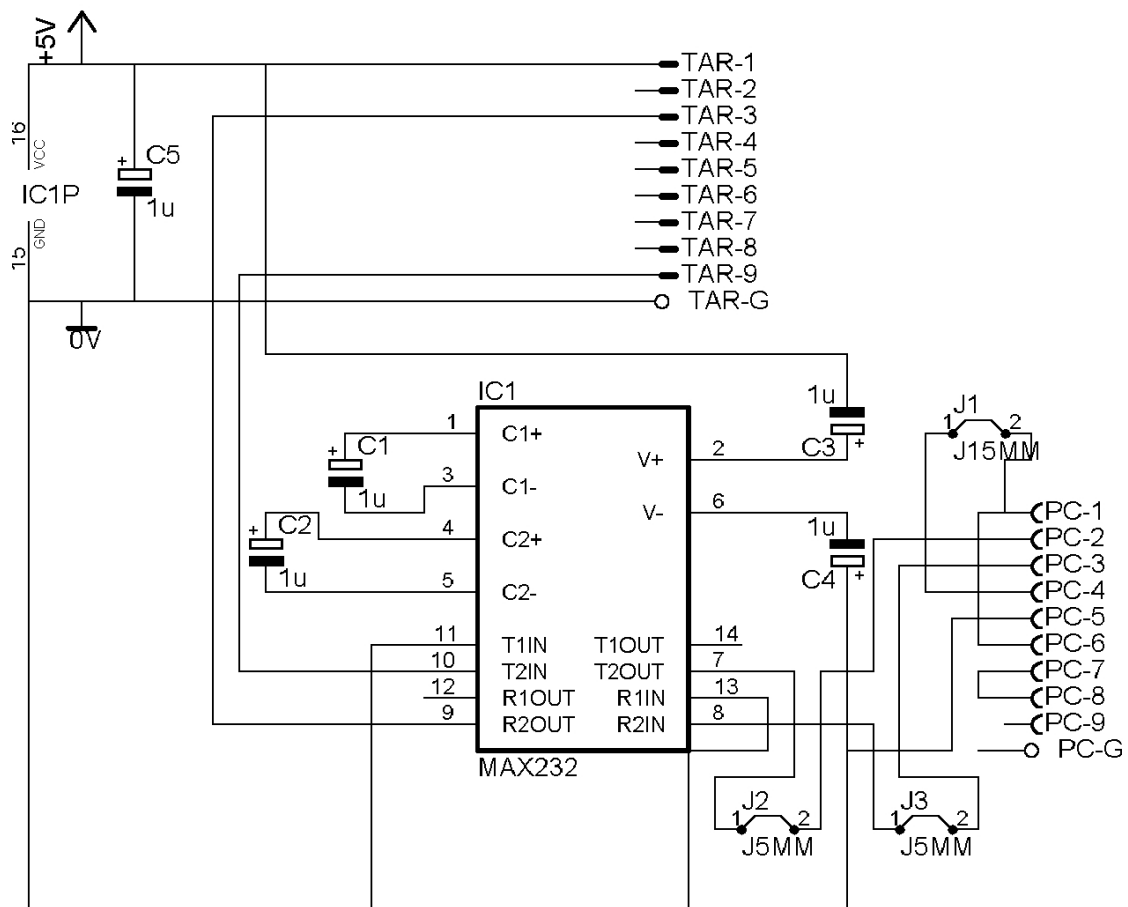 +5V
TAR-1
TAR-2
TAR-3
TAR-4
TAR-5
TAR-6
TAR-7
TAR-8
TAR-9
TAR-G
16
VCC
IC1P
GND
15
+
C5
1u
0V
IC1
1
C1+
3
C1-
4
C2+
5
C2-
11
T1IN
10
T2IN
12
R1OUT
9
R2OUT
V+
2
V-
6
T1OUT
14
T2OUT
7
R1IN
13
R2IN
8
MAX232
+
C1
1u
+
C2
1u
1u
C3
+
1u
C4
+
J1
1
2
J15MM
PC-1
PC-2
PC-3
PC-4
PC-5
PC-6
PC-7
PC-8
PC-9
PC-G
J2
1
2
J5MM
J3
1
2
J5MM